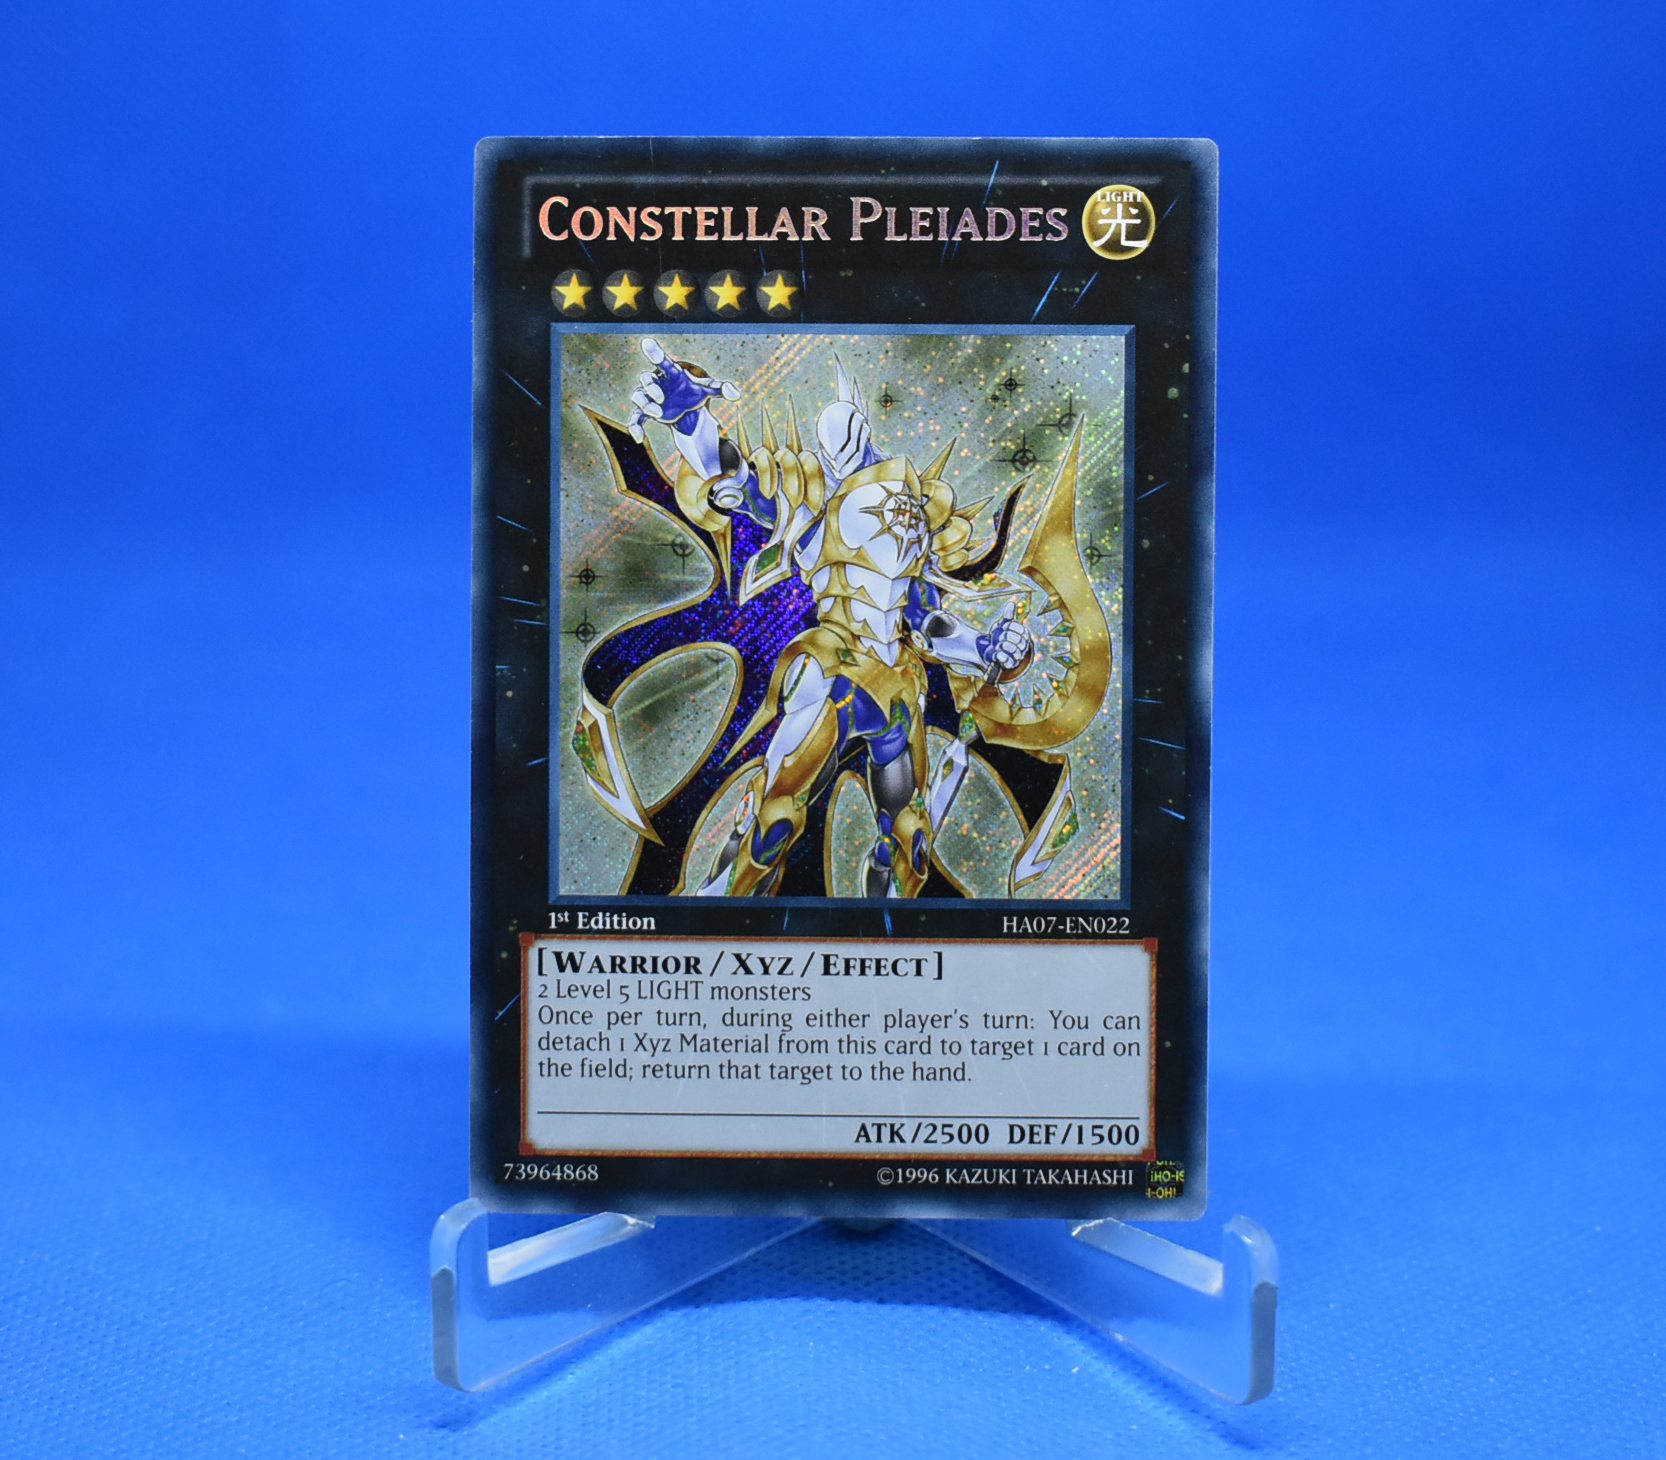 CONSTELLAR PLEIADES
LIGHT
光
1st Edition
HA07-EN022
[WARRIOR/XYZ/EFFECT]
2 Level 5 LIGHT monsters
Once per turn, during either player's turn: You can
detach 1 Xyz Material from this card to target 1 card on
the field; return that target to the hand.
ATK/2500 DEF/1500
73964868
©1996 KAZUKI TAKAHASHI